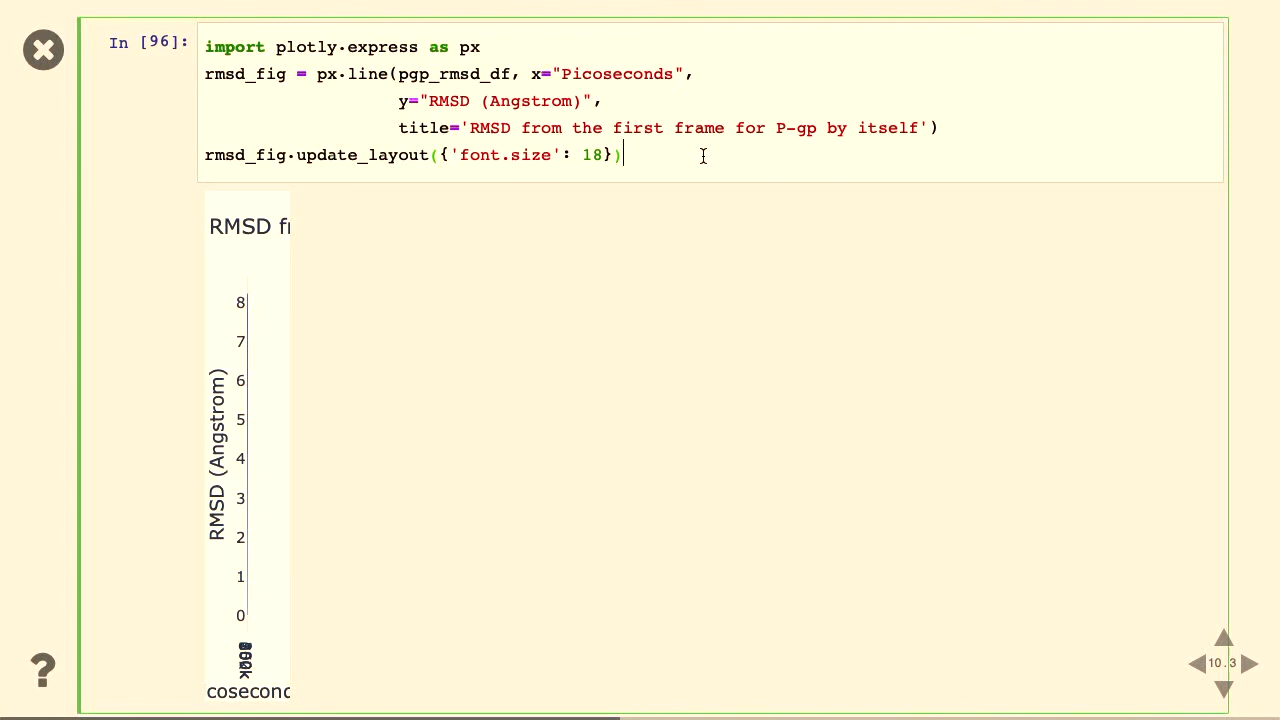 In [96]:
import plotly.express as px
rmsd_fig = px.line(pgp_rmsd_df, x="Picoseconds",
y="RMSD (Angstrom)",
title='RMSD from the first frame for P-gp by itself')
rmsd_fig.update_layout({'font.size': 18})
RMSD fr
8
7
6
5
4
3
2
1
0
RMSD (Angstrom)
coseconc
?
10.3